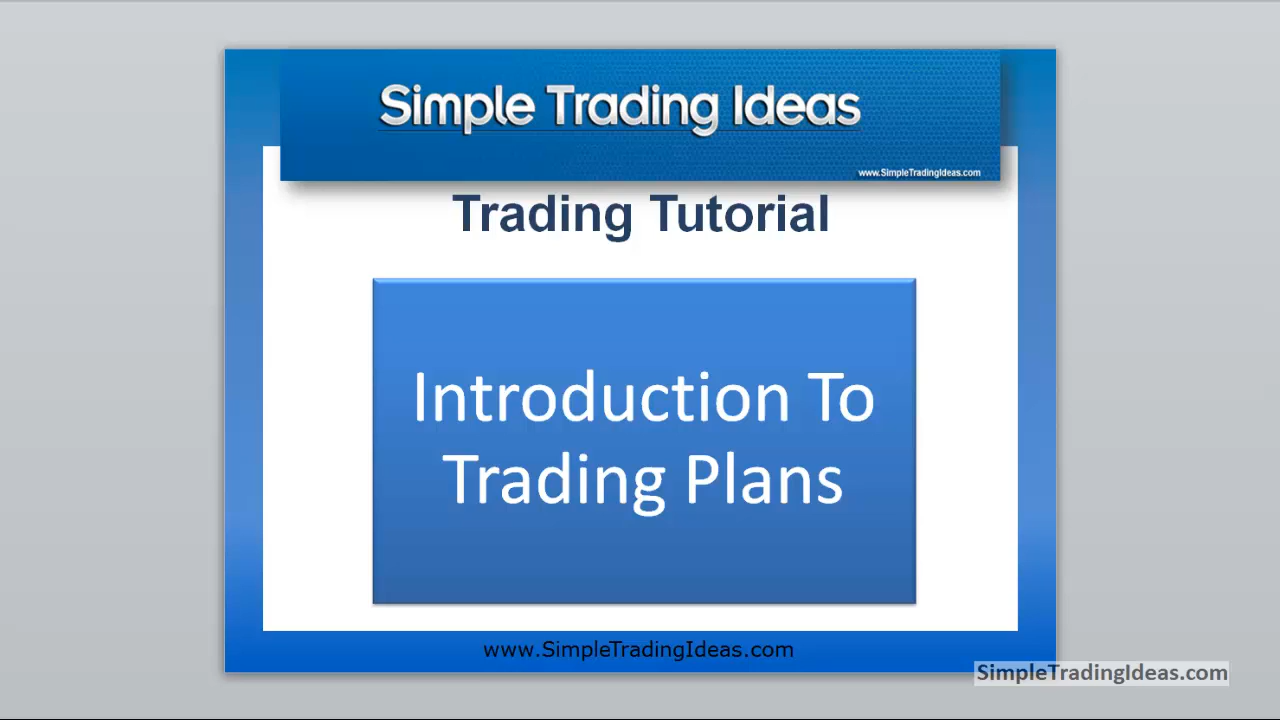 Simple Trading Ideas
www.SimpleTradingIdeas.com
Trading Tutorial
Introduction To
Trading Plans
www.SimpleTradingIdeas.com
SimpleTradingIdeas.com